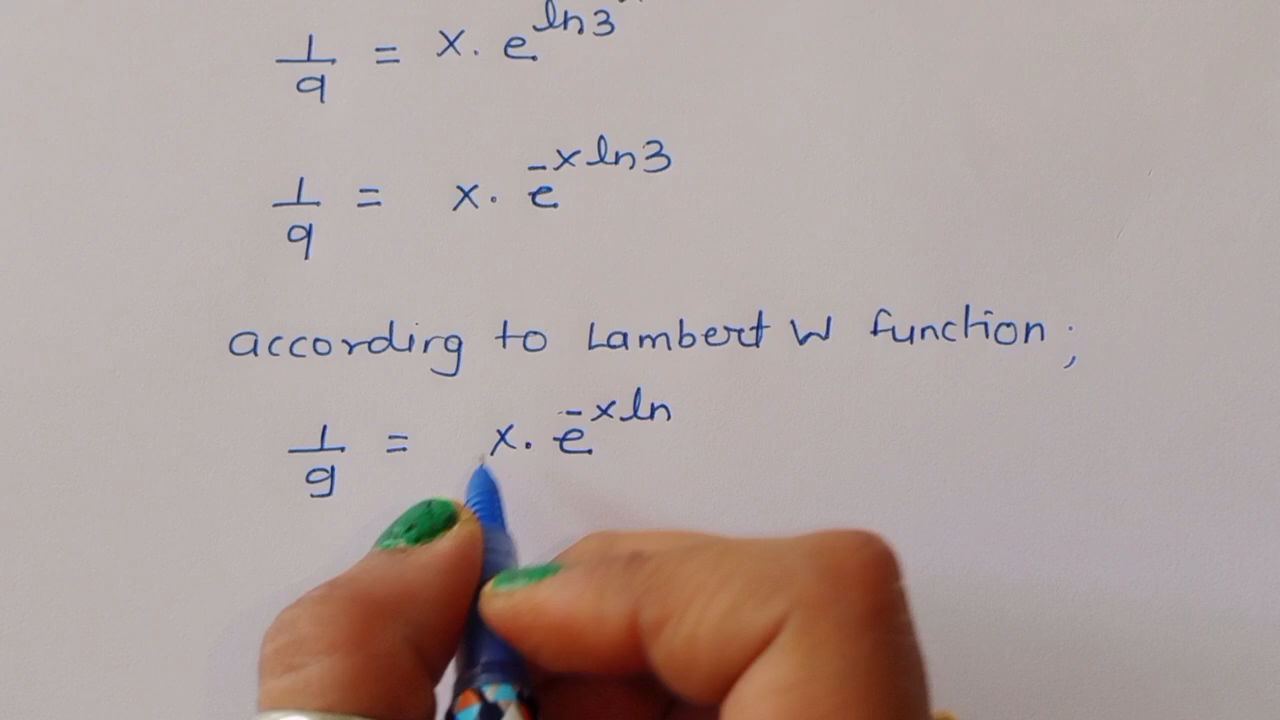 1/9 = x. e^ln3
1/9 = x. e^-xln3
according to Lambert W function;
1/9 = x. e^-xln